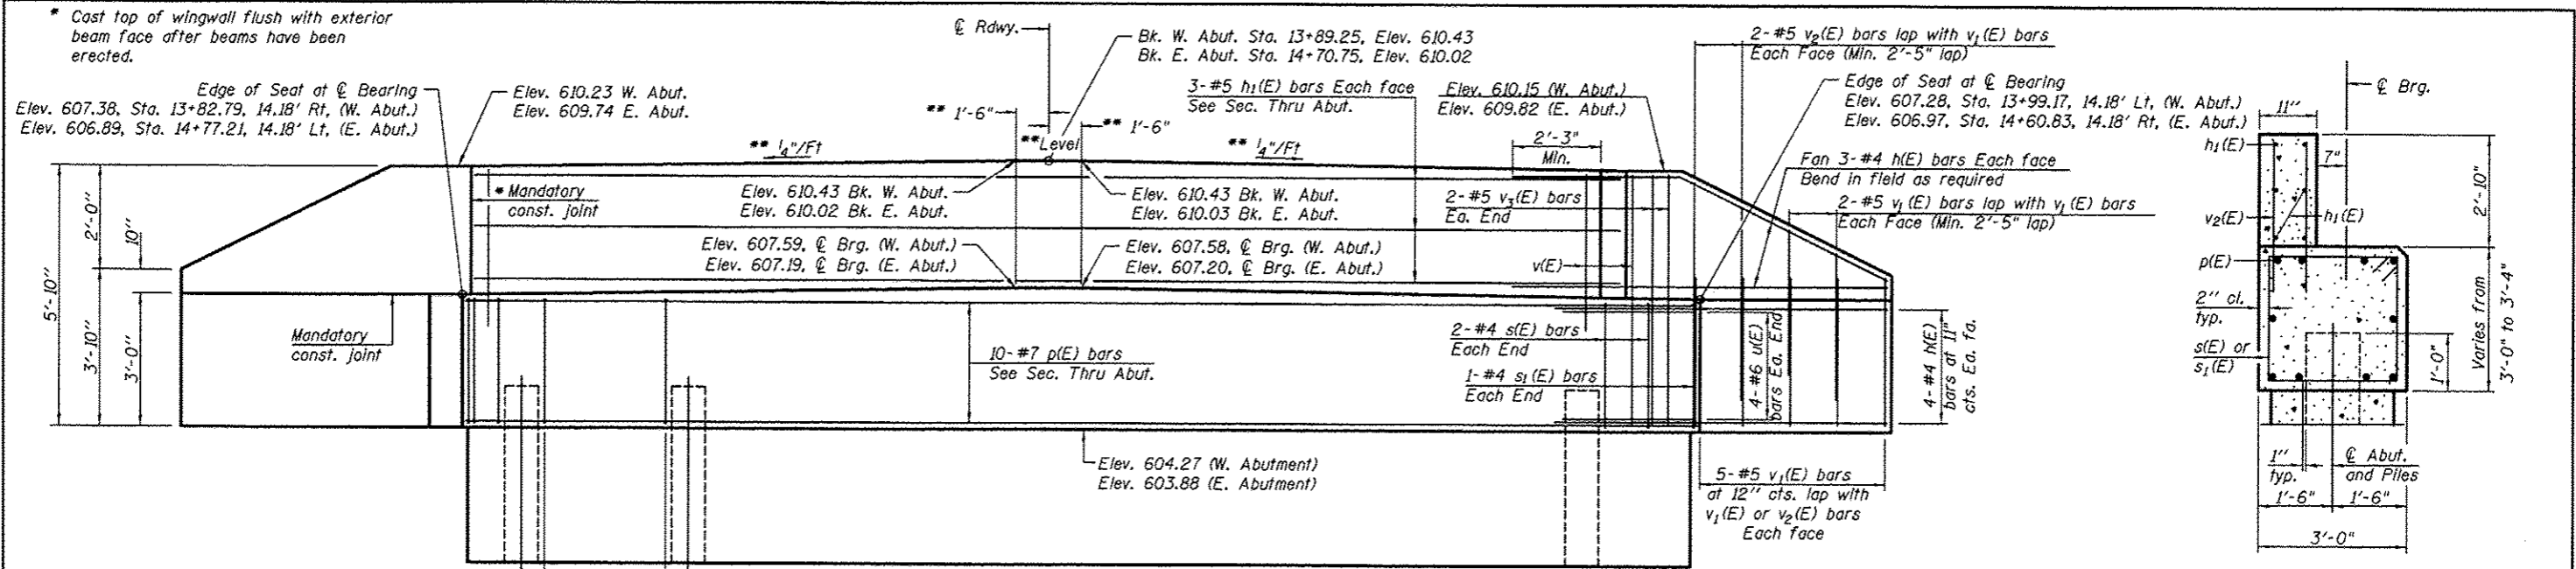 * Cast top of wingwall flush with exterior
beam face after beams have been
erected.
Edge of Seat at ℄ Bearing
Elev. 607.38, Sta. 13+82.79, 14.18' Rt, (W. Abut.)
Elev. 606.89, Sta. 14+77.21, 14.18' Lt, (E. Abut.)
Elev. 610.23 W. Abut.
Elev. 609.74 E. Abut.
℄ Rdwy.
Bk. W. Abut. Sta. 13+89.25, Elev. 610.43
Bk. E. Abut. Sta. 14+70.75, Elev. 610.02
** 1'-6"
** 1'-6"
**Level
** 1/4"/Ft
** 1/4"/Ft
3-#5 h1(E) bars Each face
See Sec. Thru Abut.
Elev. 610.15 (W. Abut.)
Elev. 609.82 (E. Abut.)
2-#5 v2(E) bars lap with v1(E) bars
Each Face (Min. 2'-5" lap)
Edge of Seat at ℄ Bearing
Elev. 607.28, Sta. 13+99.17, 14.18' Lt, (W. Abut.)
Elev. 606.97, Sta. 14+60.83, 14.18' Rt, (E. Abut.)
2'-3"
Min.
Fan 3-#4 h(E) bars Each face
Bend in field as required
2-#5 v1(E) bars lap with v1(E) bars
Each Face (Min. 2'-5" lap)
* Mandatory
const. joint
Elev. 610.43 Bk. W. Abut.
Elev. 610.02 Bk. E. Abut.
Elev. 610.43 Bk. W. Abut.
Elev. 610.03 Bk. E. Abut.
2-#5 v3(E) bars
Ea. End
Elev. 607.59, ℄ Brg. (W. Abut.)
Elev. 607.19, ℄ Brg. (E. Abut.)
Elev. 607.58, ℄ Brg. (W. Abut.)
Elev. 607.20, ℄ Brg. (E. Abut.)
v(E)
5'-10"
2'-0"
10"
3'-10"
3'-0"
Mandatory
const. joint
10-#7 p(E) bars
See Sec. Thru Abut.
2-#4 s(E) bars
Each End
1-#4 s1(E) bars
Each End
4-#6 u(E)
bars Ea. End
4-#4 h(E)
bars at 11"
cts. Ea. fa.
Elev. 604.27 (W. Abutment)
Elev. 603.88 (E. Abutment)
5-#5 v1(E) bars
at 12" cts. lap with
v1(E) or v2(E) bars
Each face
11"
℄ Brg.
h1(E)
7"
v2(E)
h1(E)
p(E)
2" cl.
typ.
s(E) or
s1(E)
2'-10"
Varies from
3'-0" to 3'-4"
1'-0"
1"
typ.
℄ Abut.
and Piles
1'-6"
1'-6"
3'-0"